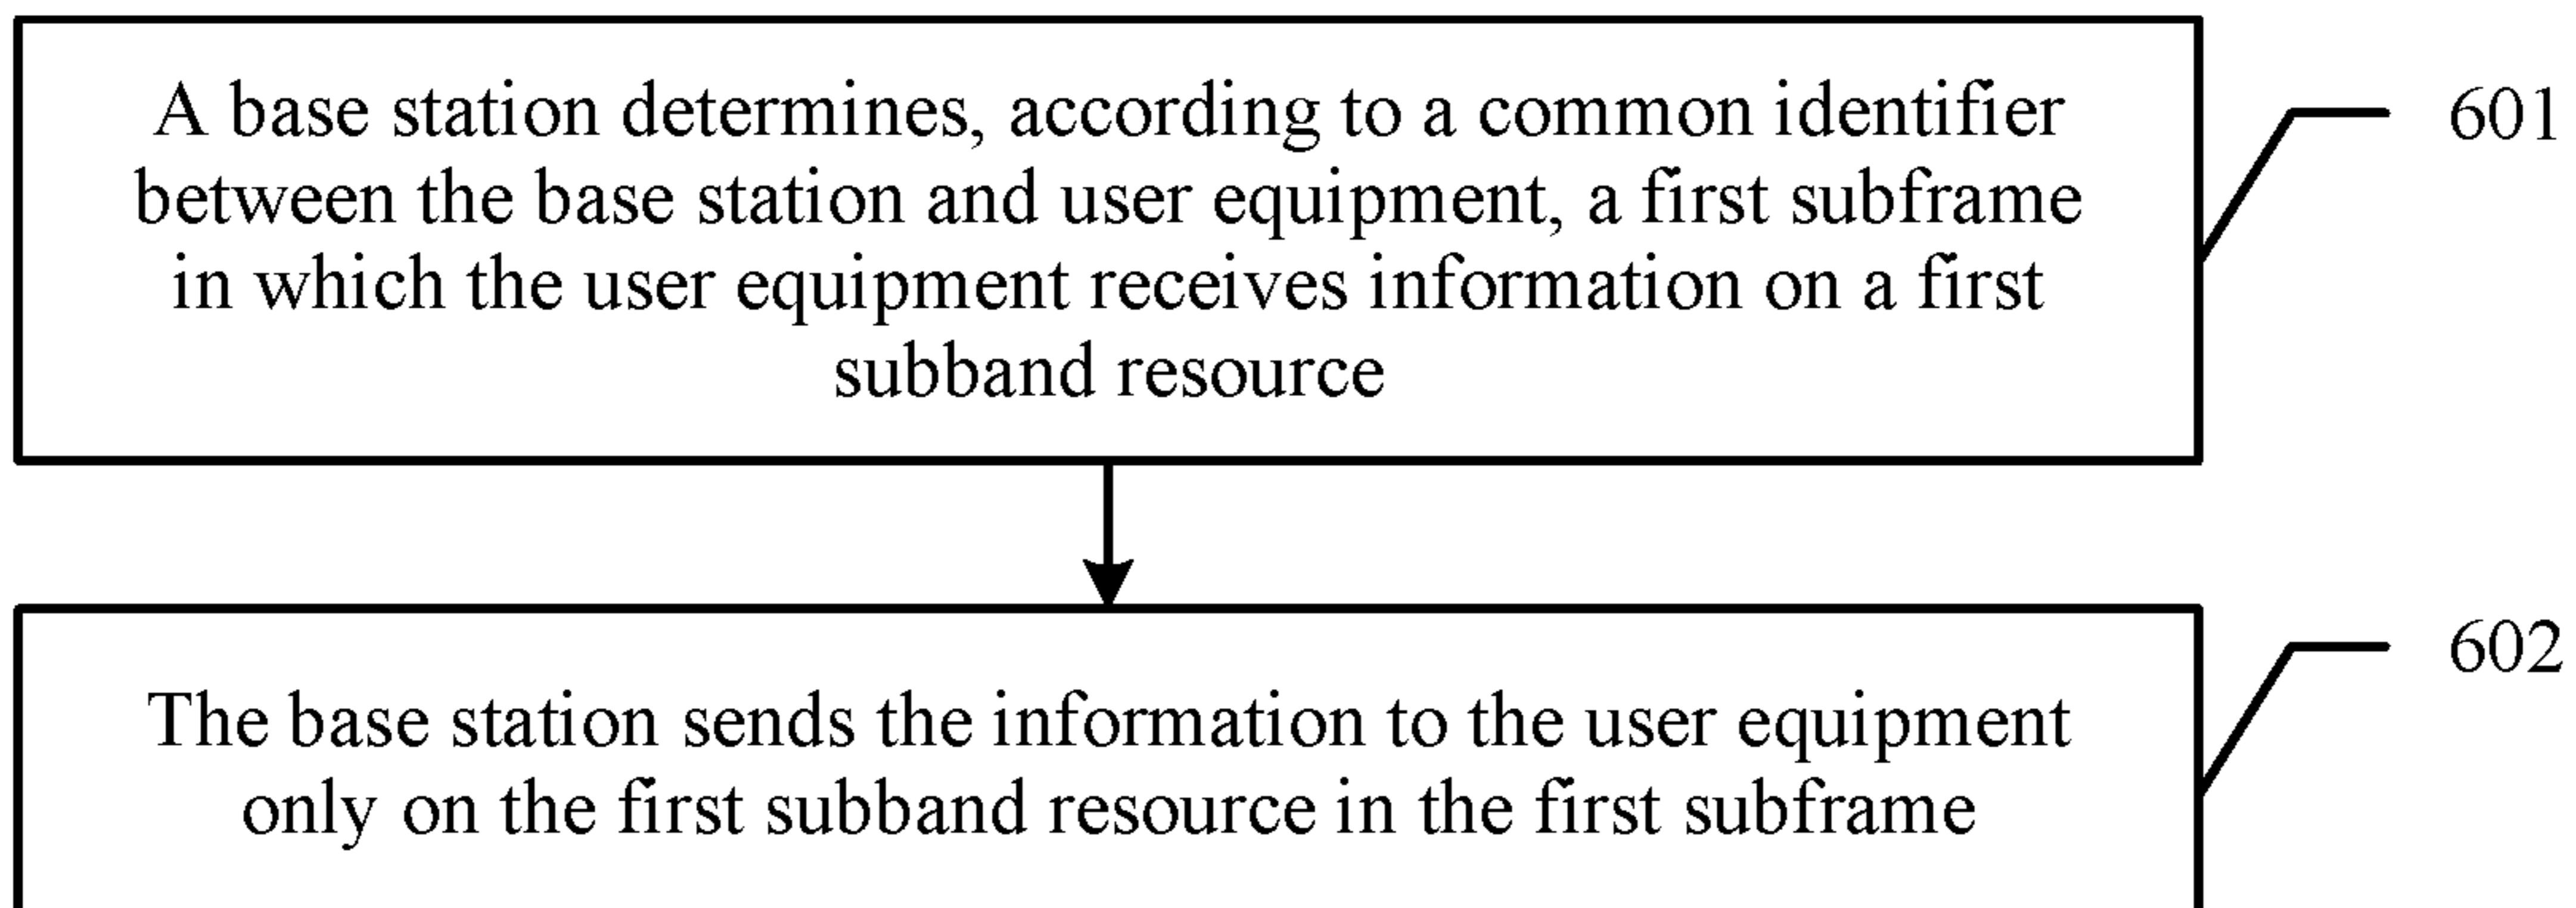 A base station determines, according to a common identifier
between the base station and user equipment, a first subframe
in which the user equipment receives information on a first
subband resource
601
The base station sends the information to the user equipment
only on the first subband resource in the first subframe
602